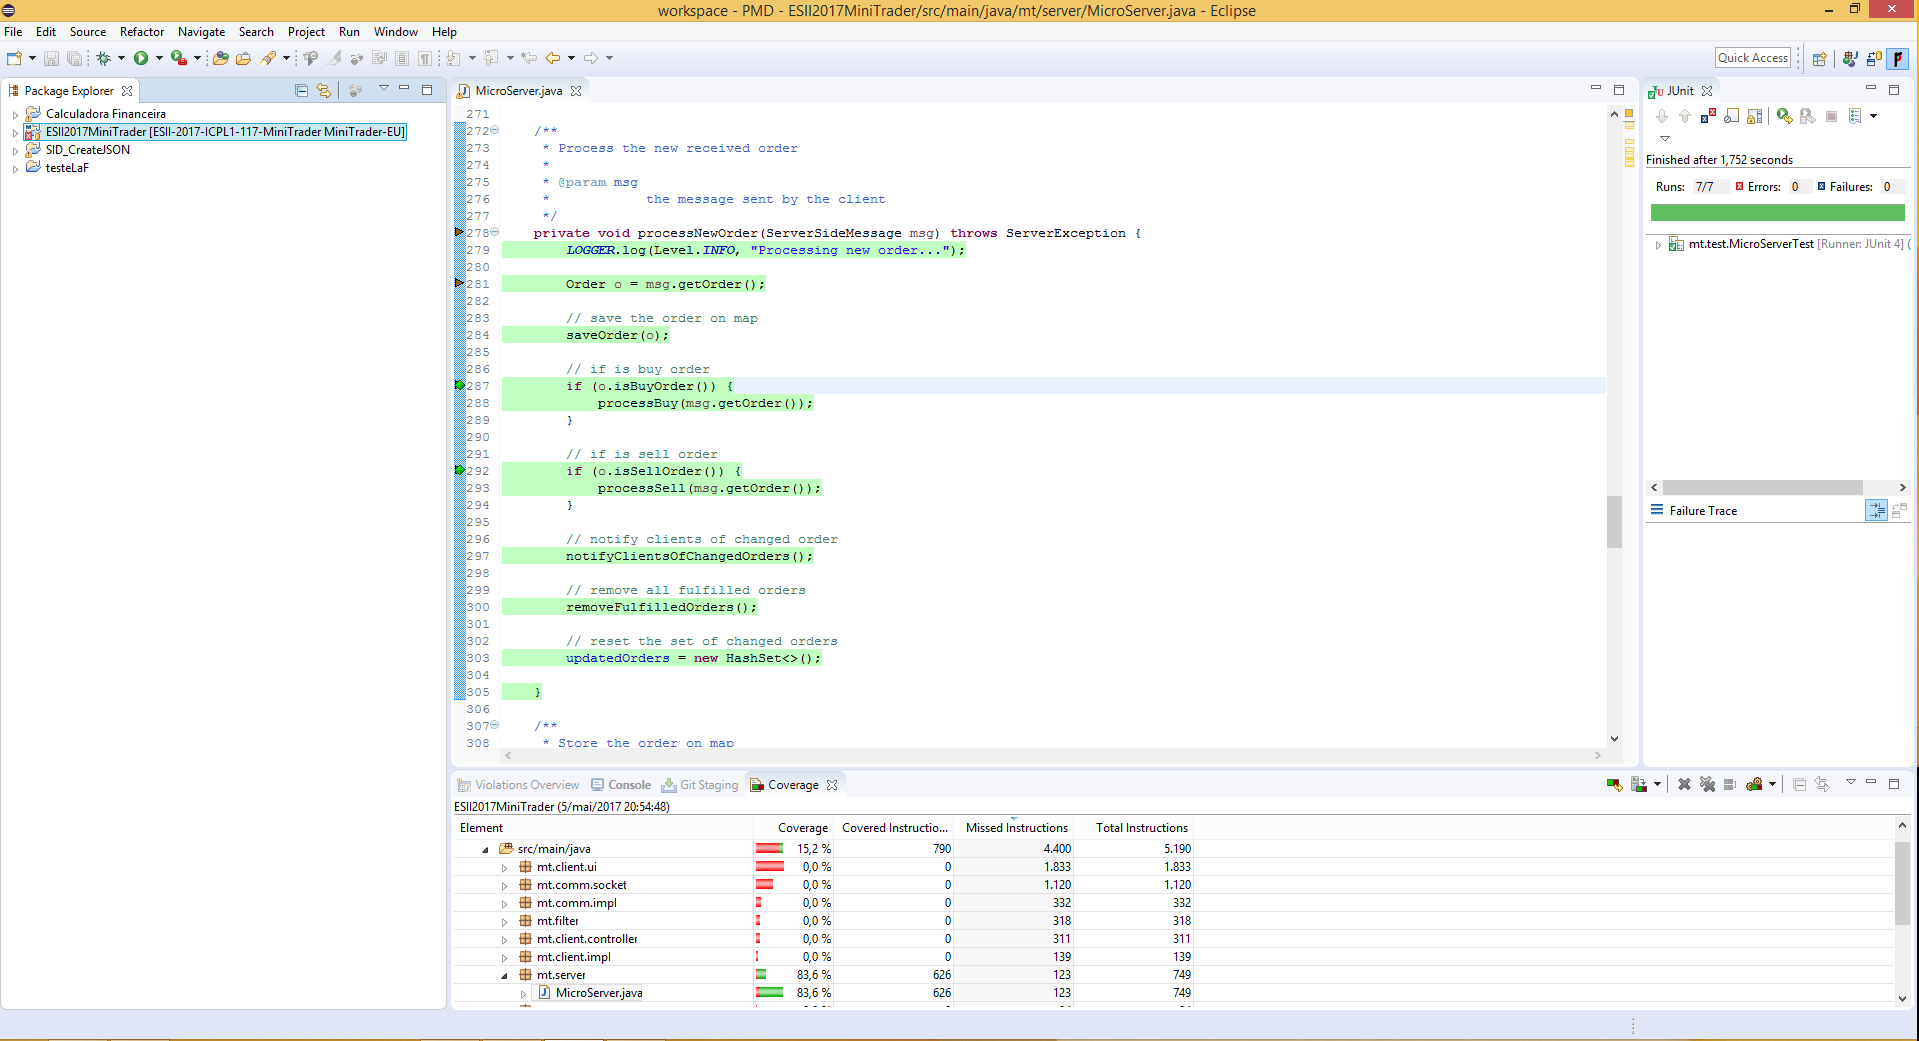 workspace - PMD - ESII2017MiniTrader/src/main/java/mt/server/MicroServer.java - Eclipse
File Edit Source Refactor Navigate Search Project Run Window Help
Quick Access
Package Explorer
Calculadora Financeira
ESII2017MiniTrader [ESII-2017-ICPL1-117-MiniTrader MiniTrader-EU]
SID_CreateJSON
testeLaF
MicroServer.java
271
272 /**
273 * Process the new received order
274 *
275 * @param msg
276 * the message sent by the client
277 */
278 private void processNewOrder(ServerSideMessage msg) throws ServerException {
279 LOGGER.log(Level.INFO, "Processing new order...");
280
281 Order o = msg.getOrder();
282
283 // save the order on map
284 saveOrder(o);
285
286 // if is buy order
287 if (o.isBuyOrder()) {
288 processBuy(msg.getOrder());
289 }
290
291 // if is sell order
292 if (o.isSellOrder()) {
293 processSell(msg.getOrder());
294 }
295
296 // notify clients of changed order
297 notifyClientsOfChangedOrders();
298
299 // remove all fulfilled orders
300 removeFulfilledOrders();
301
302 // reset the set of changed orders
303 updatedOrders = new HashSet<>();
304
305 }
306
307 /**
308 * Store the order on map
JUnit
Finished after 1,752 seconds
Runs: 7/7 Errors: 0 Failures: 0
mt.test.MicroServerTest [Runner: JUnit 4] (
Failure Trace
Violations Overview Console Git Staging Coverage
ESII2017MiniTrader (5/mai/2017 20:54:48)
Element Coverage Covered Instructio... Missed Instructions Total Instructions
src/main/java 15,2 % 790 4.400 5.190
mt.client.ui 0,0 % 0 1.833 1.833
mt.comm.socket 0,0 % 0 1.120 1.120
mt.comm.impl 0,0 % 0 332 332
mt.filter 0,0 % 0 318 318
mt.client.controller 0,0 % 0 311 311
mt.client.impl 0,0 % 0 139 139
mt.server 83,6 % 626 123 749
MicroServer.java 83,6 % 626 123 749